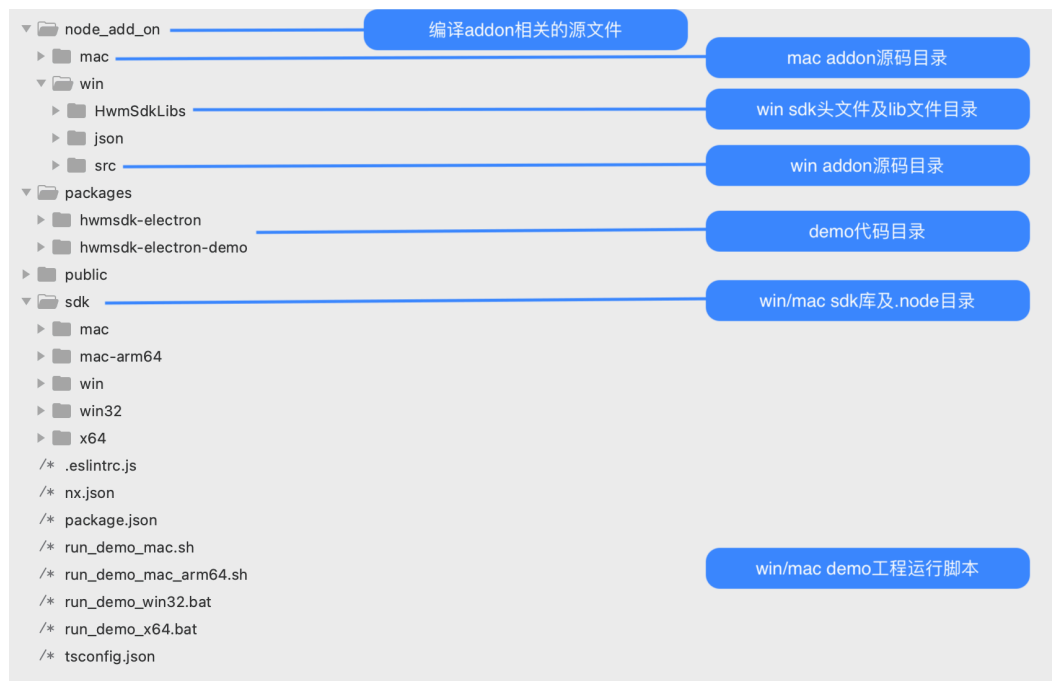 node_add_on 编译addon相关的源文件
mac mac addon源码目录
win
HwmSdkLibs win sdk头文件及lib文件目录
json
src win addon源码目录
packages
hwmsdk-electron demo代码目录
hwmsdk-electron-demo
public
sdk win/mac sdk库及.node目录
mac
mac-arm64
win
win32
x64
/* .eslintrc.js
/* nx.json
/* package.json
/* run_demo_mac.sh win/mac demo工程运行脚本
/* run_demo_mac_arm64.sh
/* run_demo_win32.bat
/* run_demo_x64.bat
/* tsconfig.json